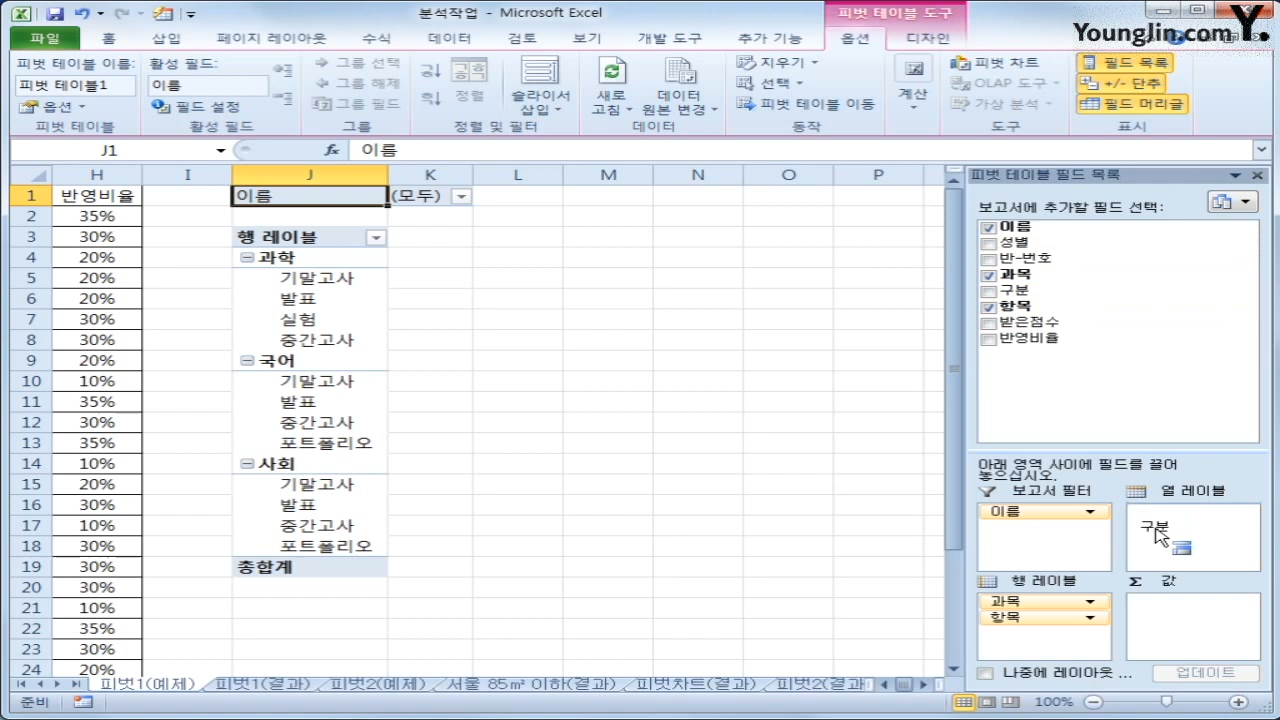 분석작업 - Microsoft Excel
피벗 테이블 도구
YoungJin.com Y.
파일 홈 삽입 페이지 레이아웃 수식 데이터 검토 보기 개발 도구 추가 기능 옵션 디자인
피벗 테이블 이름: 활성 필드: 그룹 선택 지우기 피벗 차트 필드 목록
피벗 테이블1 이름 그룹 해제 정렬 슬라이서 삽입 새로 고침 데이터 원본 변경 선택 계산 OLAP 도구 +/- 단추
옵션 필드 설정 그룹 필드 피벗 테이블 이동 가상 분석 필드 머리글
피벗 테이블 활성 필드 그룹 정렬 및 필터 데이터 동작 도구 표시
J1 fx 이름
H I J K L M N O P
1 반영비율 이름 (모두)
2 35%
3 30% 행 레이블
4 20% 과학
5 20% 기말고사
6 20% 발표
7 30% 실험
8 30% 중간고사
9 20% 국어
10 10% 기말고사
11 35% 발표
12 30% 중간고사
13 35% 포트폴리오
14 10% 사회
15 20% 기말고사
16 30% 발표
17 10% 중간고사
18 30% 포트폴리오
19 30% 총합계
20 30%
21 10%
22 35%
23 30%
24 20%
피벗 테이블 필드 목록
보고서에 추가할 필드 선택:
이름
성별
반-번호
과목
구분
항목
받은점수
반영비율
아래 영역 사이에 필드를 끌어
놓으십시오.
보고서 필터 열 레이블
이름
구분
행 레이블 Σ 값
과목
항목
나중에 레이아웃 ... 업데이트
피벗1(예제) 피벗1(결과) 피벗2(예제) 서울 85㎡ 이하(결과) 피벗차트(결과) 피벗2(결과
준비 100%